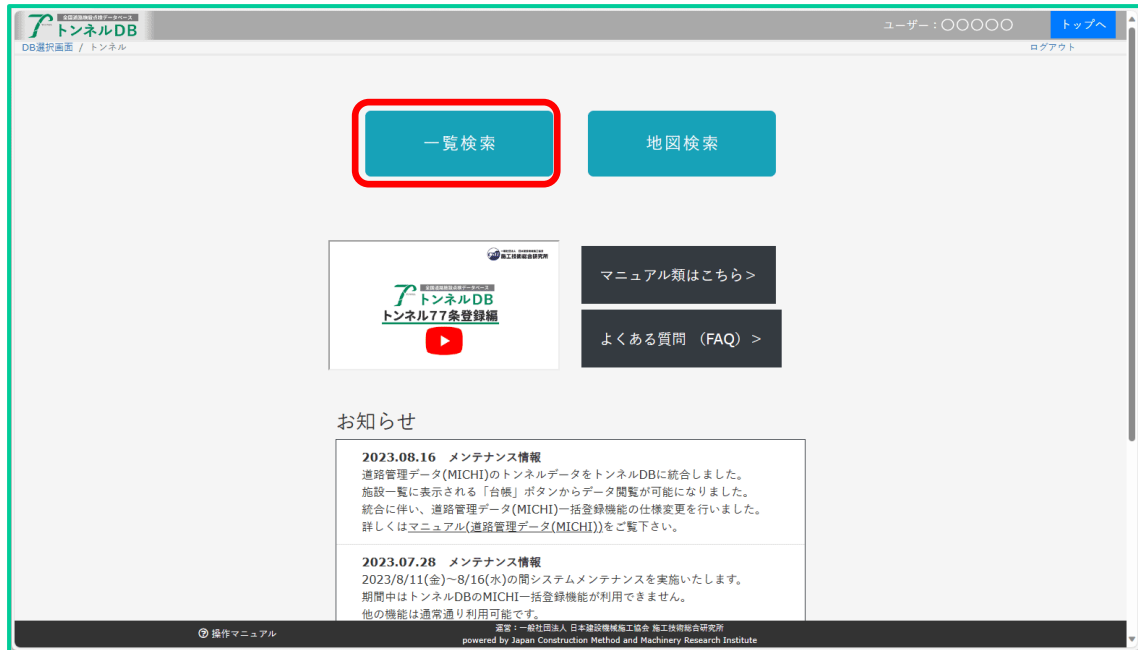 全国道路施設点検データベース
トンネルDB
ユーザー：〇〇〇〇〇
トップへ
DB選択画面 / トンネル
ログアウト
一覧検索
地図検索
施工技術総合研究所
全国道路施設点検データベース
トンネルDB
トンネル77条登録編
マニュアル類はこちら＞
よくある質問 （FAQ）＞
お知らせ
2023.08.16　メンテナンス情報
道路管理データ(MICHI)のトンネルデータをトンネルDBに統合しました。
施設一覧に表示される「台帳」ボタンからデータ閲覧が可能になりました。
統合に伴い、道路管理データ(MICHI)一括登録機能の仕様変更を行いました。
詳しくはマニュアル(道路管理データ(MICHI))をご覧下さい。
2023.07.28　メンテナンス情報
2023/8/11(金)～8/16(水)の間システムメンテナンスを実施いたします。
期間中はトンネルDBのMICHI一括登録機能が利用できません。
他の機能は通常通り利用可能です。
操作マニュアル
運営：一般社団法人 日本建設機械施工協会 施工技術総合研究所
powered by Japan Construction Method and Machinery Research Institute